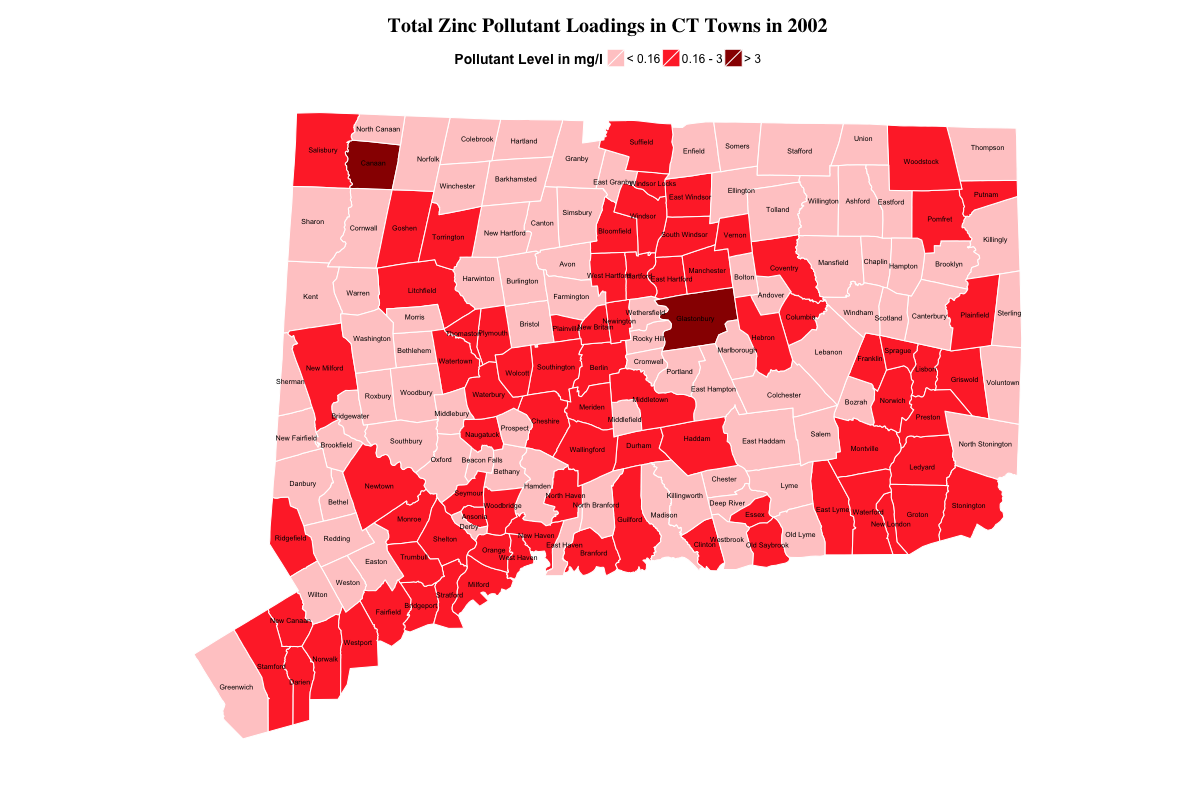 Total Zinc Pollutant Loadings in CT Towns in 2002
Pollutant Level in mg/l < 0.16 0.16 - 3 > 3
North Canaan
Colebrook
Hartland
Suffield
Union
Salisbury
Canaan
Norfolk
Granby
Enfield
Somers
Stafford
Woodstock
Thompson
Winchester
Barkhamsted
East Granby
Windsor Locks
East Windsor
Ellington
Willington
Ashford
Eastford
Putnam
Sharon
Cornwall
Goshen
Torrington
New Hartford
Canton
Simsbury
Bloomfield
Windsor
South Windsor
Vernon
Tolland
Pomfret
Killingly
Kent
Warren
Litchfield
Harwinton
Burlington
Avon
Farmington
West Hartford
Hartford
East Hartford
Manchester
Bolton
Coventry
Andover
Mansfield
Chaplin
Hampton
Brooklyn
Morris
Washington
Bethleham
Thomaston
Plymouth
Bristol
Plainville
New Britain
Newington
Wethersfield
Rocky Hill
Glastonbury
Hebron
Columbia
Windham
Scotland
Canterbury
Plainfield
Sterling
Sherman
New Milford
Watertown
Wolcott
Southington
Berlin
Cromwell
Portland
Marlborough
Lebanon
Franklin
Sprague
Lisbon
Griswold
Voluntown
Roxbury
Woodbury
Waterbury
Meriden
Middletown
East Hampton
Colchester
Bozrah
Norwich
Preston
Bridgewater
Middlebury
Naugatuck
Prospect
Cheshire
Middlefield
New Fairfield
Brookfield
Southbury
Oxford
Beacon Falls
Bethany
Wallingford
Durham
Haddam
East Haddam
Salem
Montville
North Stonington
Danbury
Bethel
Newtown
Seymour
Woodbridge
Hamden
North Haven
North Branford
Guilford
Madison
Killingworth
Chester
Deep River
Lyme
Ledyard
Ridgefield
Redding
Monroe
Shelton
Ansonia
Derby
Orange
New Haven
West Haven
East Haven
Branford
Clinton
Westbrook
Essex
Old Saybrook
Old Lyme
East Lyme
Waterford
New London
Groton
Stonington
Easton
Trumbull
Weston
Wilton
Milford
Stratford
Bridgeport
Fairfield
New Canaan
Westport
Norwalk
Stamford
Darien
Greenwich